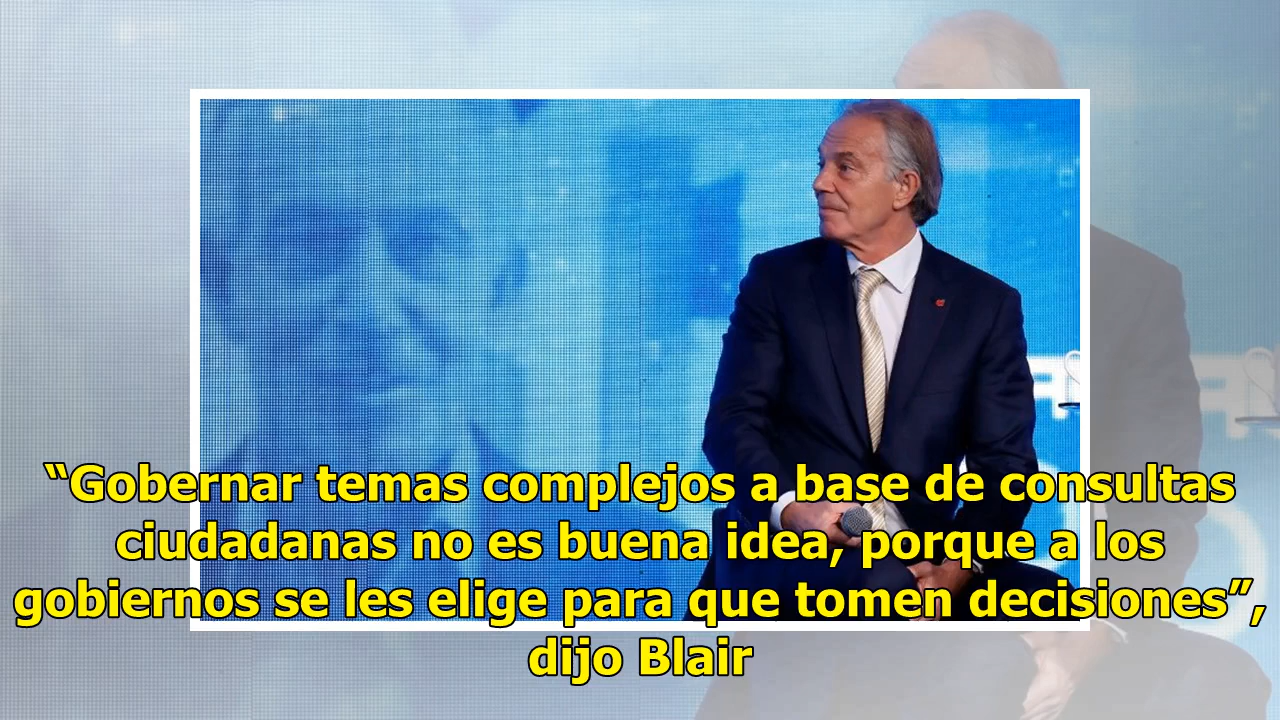 “Gobernar temas complejos a base de consultas
ciudadanas no es buena idea, porque a los
gobiernos se les elige para que tomen decisiones”,
dijo Blair